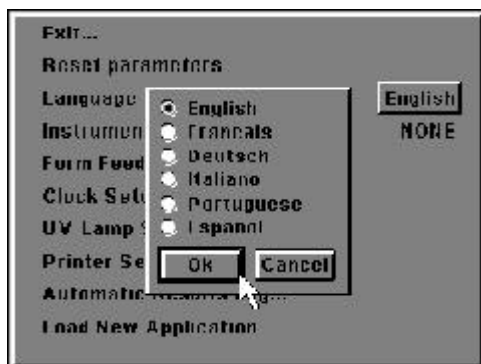 Exit...
Reset parameters
Language English
Instrumen NONE
Form Feed
Clock Set
UV Lamp S
Printer Se
Automatic
Load New Application
English
Francais
Deutsch
Italiano
Portuguese
Espanol
Ok Cancel